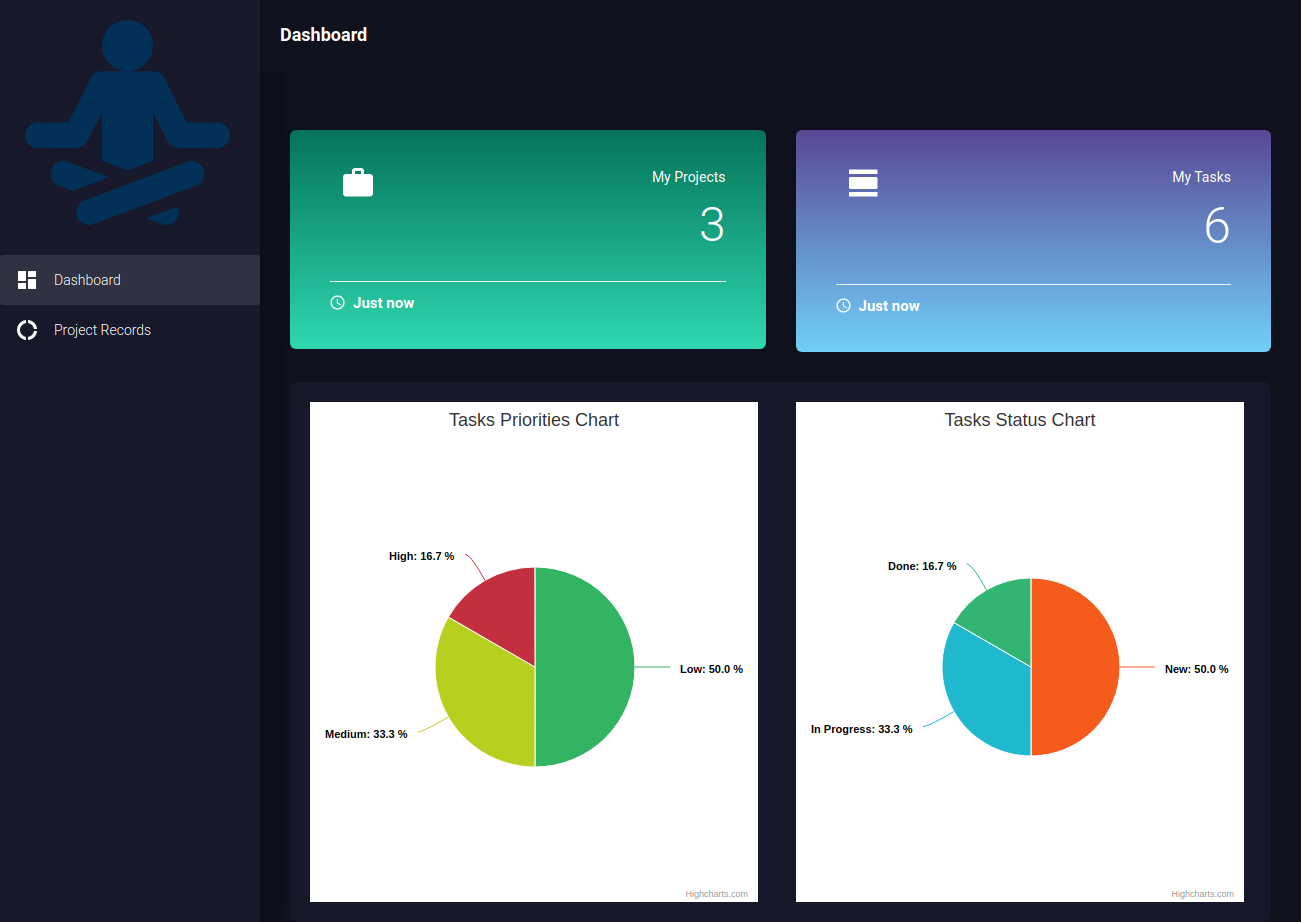 Dashboard
Dashboard
Project Records
My Projects
3
Just now
My Tasks
6
Just now
Tasks Priorities Chart
High: 16.7 %
Low: 50.0 %
Medium: 33.3 %
Highcharts.com
Tasks Status Chart
Done: 16.7 %
New: 50.0 %
In Progress: 33.3 %
Highcharts.com